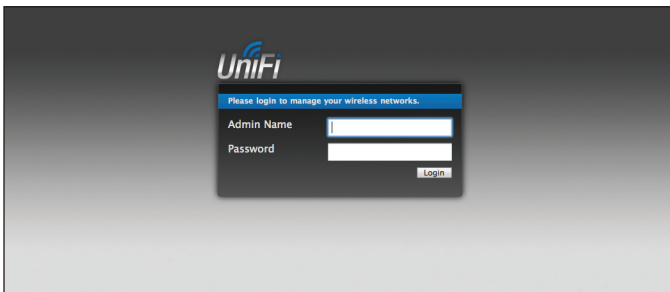 UniFi
Please login to manage your wireless networks.
Admin Name
Password
Login